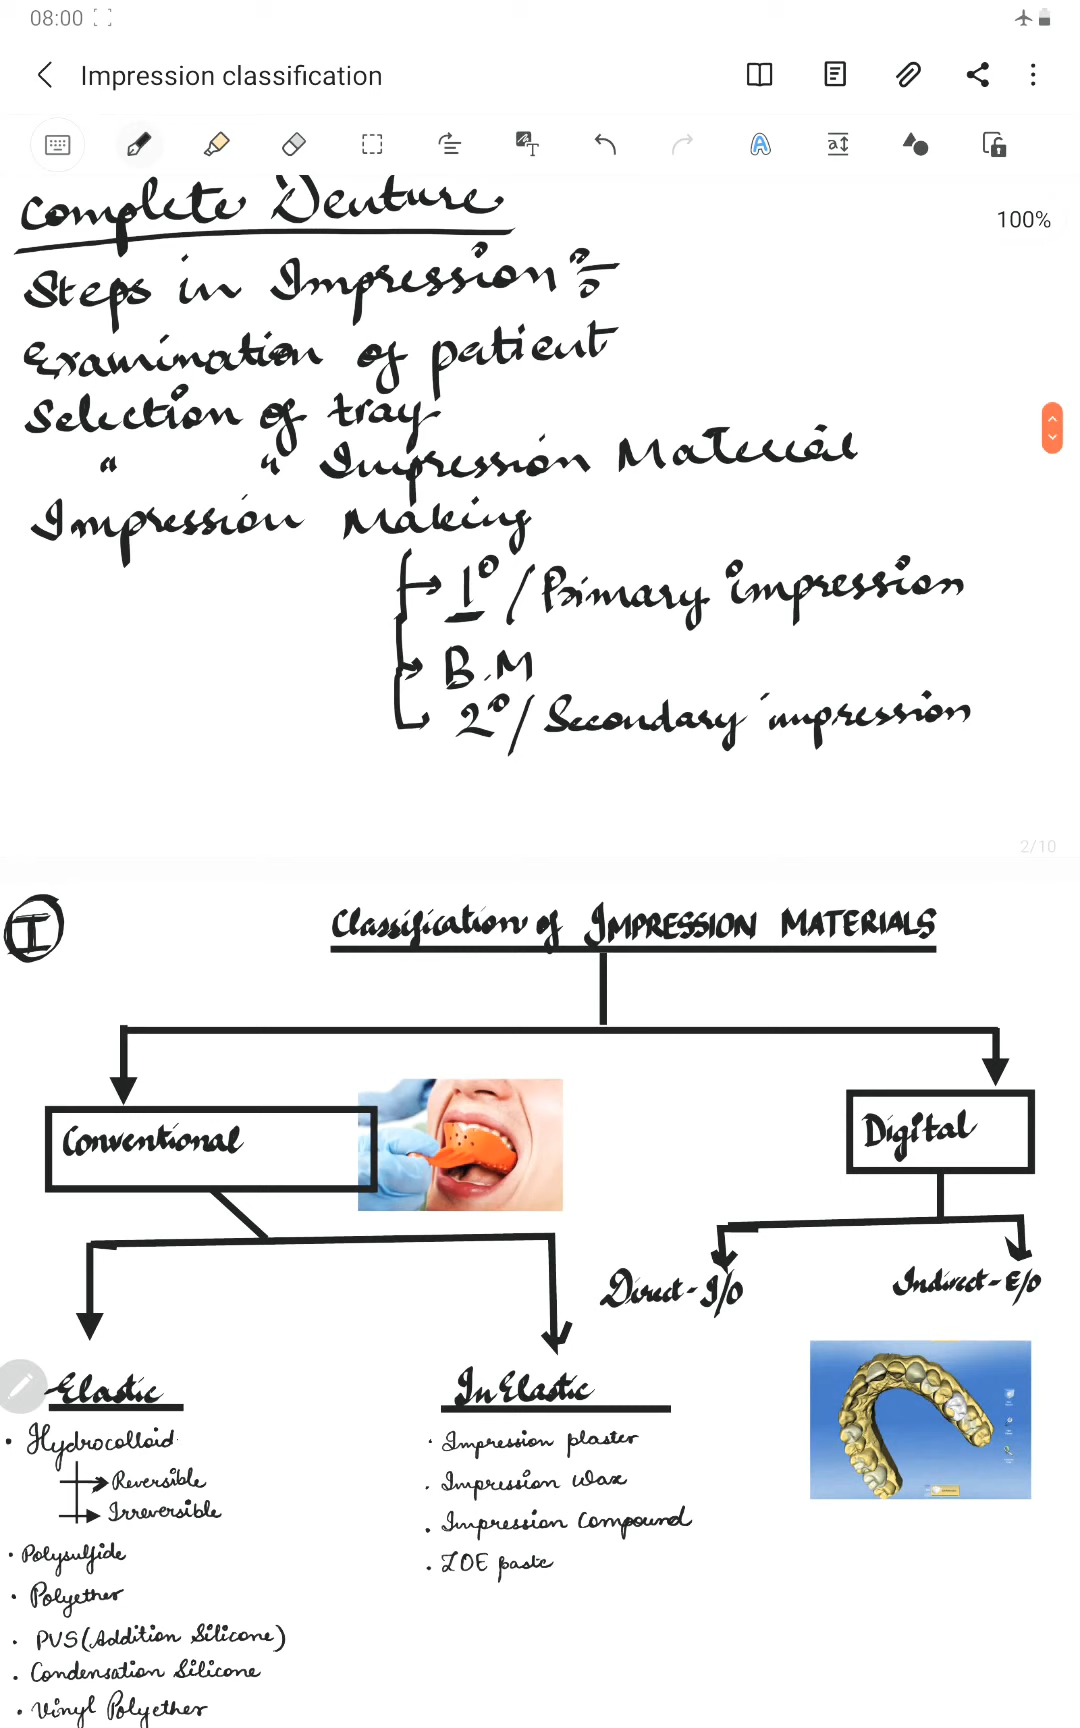 08:00
Impression classification
100%
Complete Denture
Steps in Impression :-
Examination of patient
Selection of tray
" " Impression Material
Impression Making
1° / Primary impression
B.M
2° / Secondary impression
2/10
I
Classification of IMPRESSION MATERIALS
Conventional
Digital
Direct - I/O
Indirect - E/O
Elastic
InElastic
• Hydrocolloid
Reversible
Irreversible
• Polysulfide
• Polyether
• PVS (Addition Silicone)
• Condensation Silicone
• Vinyl Polyether
• Impression plaster
• Impression wax
• Impression Compound
• ZOE paste